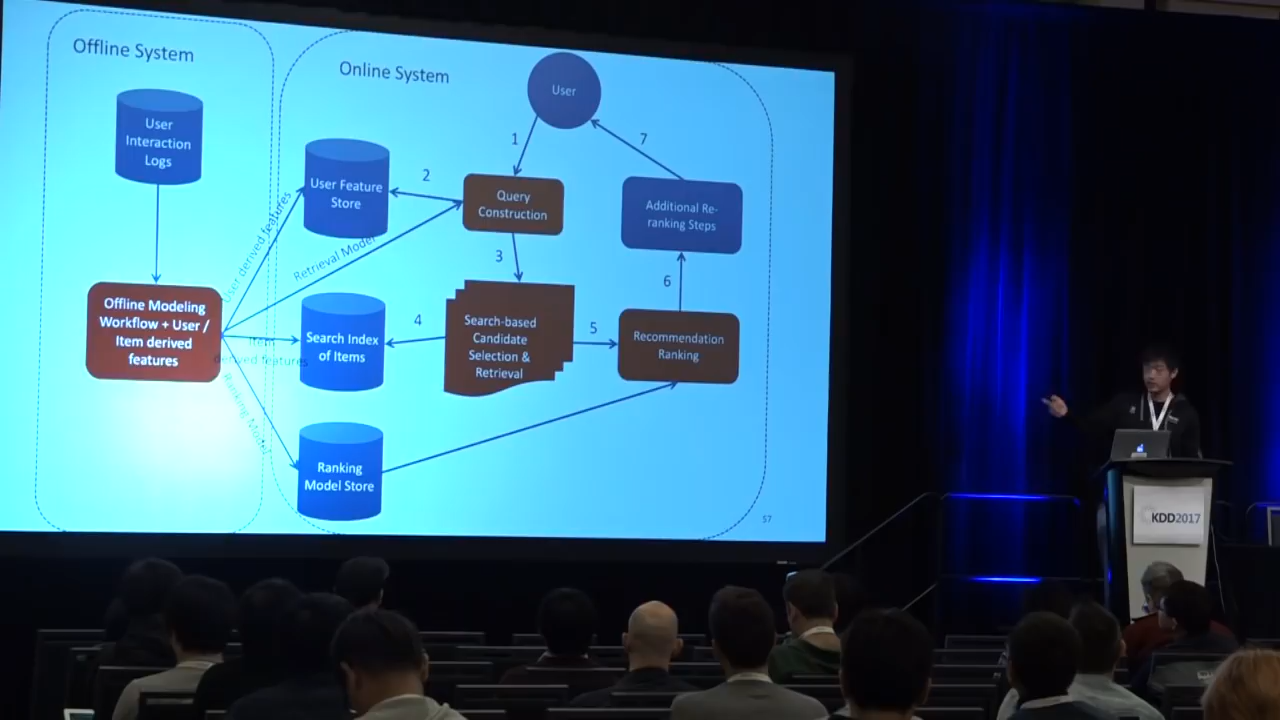 Offline System
Online System
User
Interaction
Logs
User
1
7
User Feature
Store
2
Query
Construction
Additional Re-
ranking Steps
User derived features
Retrieval Model
3
6
Offline Modeling
Workflow + User /
Item derived
features
Item
derived features
Search Index
of Items
4
Search-based
Candidate
Selection &
Retrieval
5
Recommendation
Ranking
Ranking Model
Ranking
Model Store
57
KDD2017